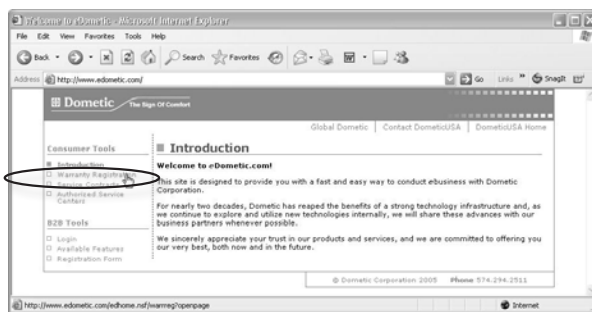 Welcome to eDometic - Microsoft Internet Explorer
File Edit View Favorites Tools Help
Back Search Favorites
Address http://www.edometic.com/ Go Links » SnagIt
Dometic The Sign Of Comfort
Global Dometic | Contact DometicUSA | DometicUSA Home
Consumer Tools
Introduction
Warranty Registration
Service Contracts
Authorized Service
Centers
B2B Tools
Login
Available Features
Registration Form
Introduction
Welcome to eDometic.com!
This site is designed to provide you with a fast and easy way to conduct ebusiness with Dometic
Corporation.
For nearly two decades, Dometic has reaped the benefits of a strong technology infrastructure and, as
we continue to explore and utilize new technologies internally, we will share these advances with our
business partners whenever possible.
We sincerely appreciate your trust in our products and services, and we are committed to offering you
our very best, both now and in the future.
© Dometic Corporation 2005 Phone 574.294.2511
http://www.edometic.com/edhome.nsf/warrreg?openpage Internet